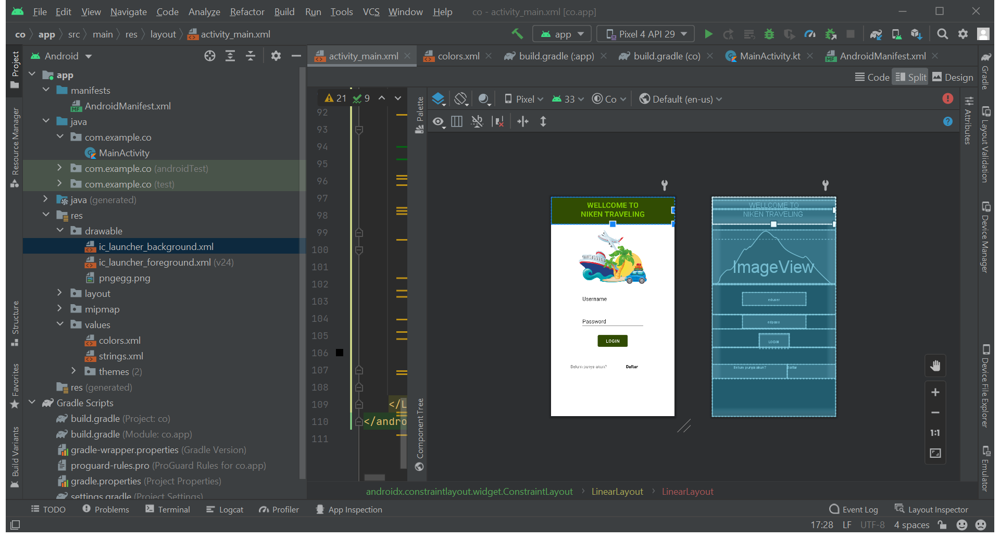 File Edit View Navigate Code Analyze Refactor Build Run Tools VCS Window Help co - activity_main.xml [co.app]
co app src main res layout activity_main.xml app Pixel 4 API 29
Android
activity_main.xml colors.xml build.gradle (:app) build.gradle (co) MainActivity.kt AndroidManifest.xml
Code Split Design
Project
Resource Manager
Structure
Favorites
Build Variants
app
manifests
MF AndroidManifest.xml
java
com.example.co
MainActivity
com.example.co (androidTest)
com.example.co (test)
java (generated)
res
drawable
ic_launcher_background.xml
ic_launcher_foreground.xml (v24)
pngegg.png
layout
mipmap
values
colors.xml
strings.xml
themes (2)
res (generated)
Gradle Scripts
build.gradle (Project: co)
build.gradle (Module: co.app)
gradle-wrapper.properties (Gradle Version)
proguard-rules.pro (ProGuard Rules for co.app)
gradle.properties (Project Properties)
settings.gradle (Project Settings)
21 9
92
93
94
95
96
97
98
99
100
101
102
103
104
105
106
107
108
109 </L
110 </andro
111
Palette
Component Tree
Pixel 33 Co Default (en-us)
WELLCOME TO
NIKEN TRAVELING
Username
Password
LOGIN
Belum punya akun? Daftar
WELLCOME TO
NIKEN TRAVELING
ImageView
eduser
edpass
LOGIN
Belum punya akun? Daftar
1:1
Attributes
Gradle
Layout Validation
Device Manager
Device File Explorer
Emulator
androidx.constraintlayout.widget.ConstraintLayout LinearLayout LinearLayout
TODO Problems Terminal Logcat Profiler App Inspection Event Log Layout Inspector
17:28 LF UTF-8 4 spaces